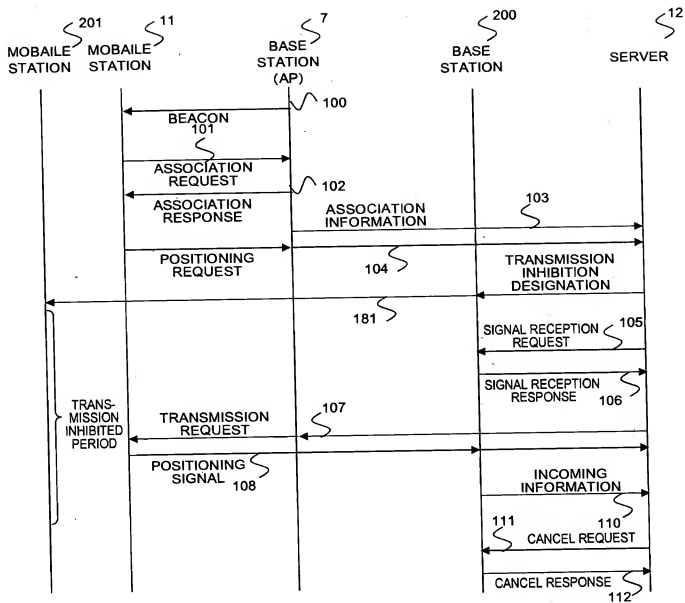 201
11
7
200
12
MOBAILE
STATION
MOBAILE
STATION
BASE
STATION
(AP)
BASE
STATION
SERVER
100
BEACON
101
ASSOCIATION
REQUEST
102
ASSOCIATION
RESPONSE
ASSOCIATION
INFORMATION
103
POSITIONING
REQUEST
104
TRANSMISSION
INHIBITION
DESIGNATION
181
SIGNAL RECEPTION
REQUEST
105
SIGNAL RECEPTION
RESPONSE
106
TRANS-
MISSION
INHIBITED
PERIOD
TRANSMISSION
REQUEST
107
POSITIONING
SIGNAL
108
INCOMING
INFORMATION
110
111
CANCEL REQUEST
CANCEL RESPONSE
112